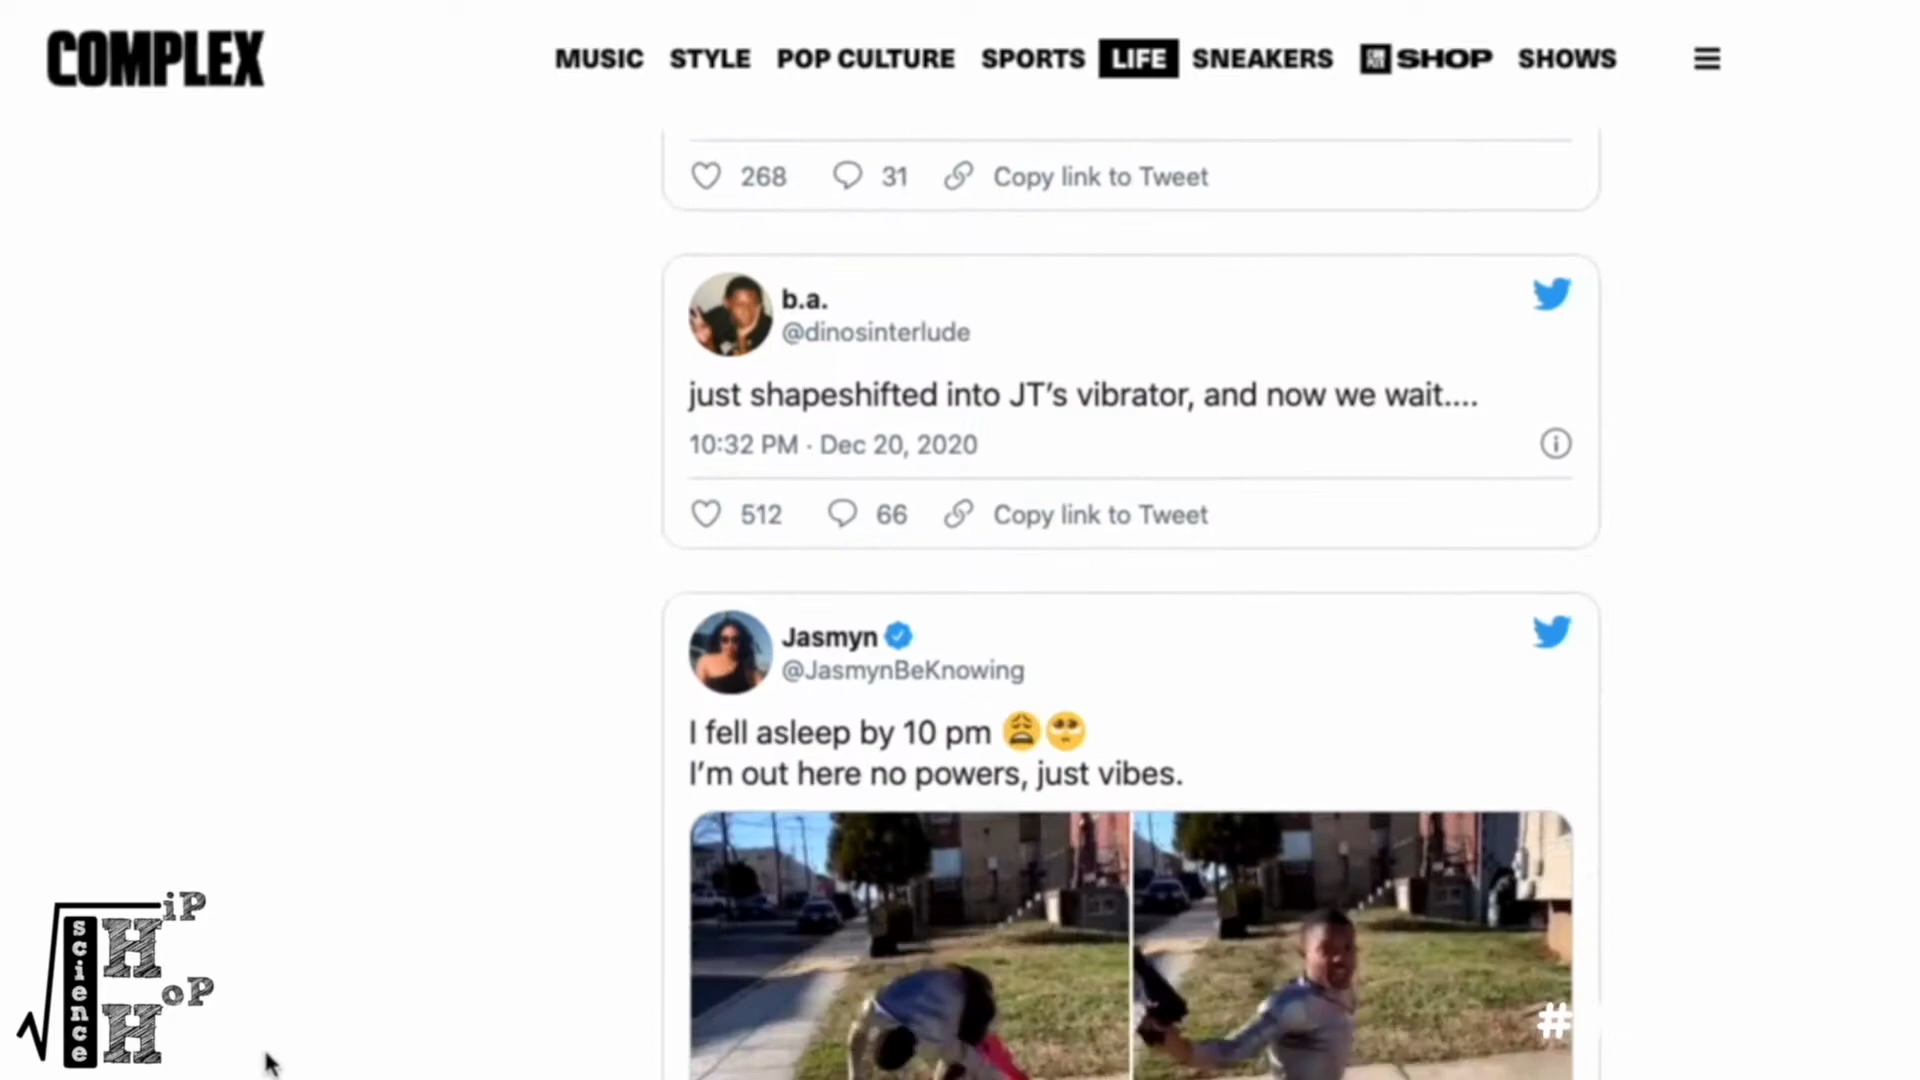 COMPLEX
MUSIC STYLE POP CULTURE SPORTS LIFE SNEAKERS SHOP SHOWS
268 31 Copy link to Tweet
b.a.
@dinosinterlude
just shapeshifted into JT’s vibrator, and now we wait....
10:32 PM · Dec 20, 2020
512 66 Copy link to Tweet
Jasmyn
@JasmynBeKnowing
I fell asleep by 10 pm 😩🥺
I’m out here no powers, just vibes.
science HiP HoP H
#